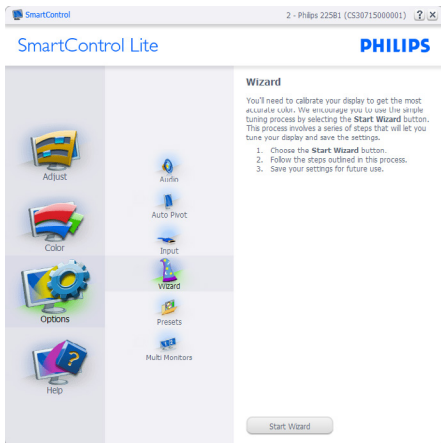 SmartControl
2 - Philips 225B1 (CS30715000001)
? ×
SmartControl Lite
PHILIPS
Adjust
Color
Options
Help
Audio
Auto Pivot
Input
Wizard
Presets
Multi Monitors
Wizard
You'll need to calibrate your display to get the most
accurate color. We encourage you to use the simple
tuning process by selecting the Start Wizard button.
This process involves a series of steps that will let you
tune your display and save the settings.
1. Choose the Start Wizard button.
2. Follow the steps outlined in this process.
3. Save your settings for future use.
Start Wizard